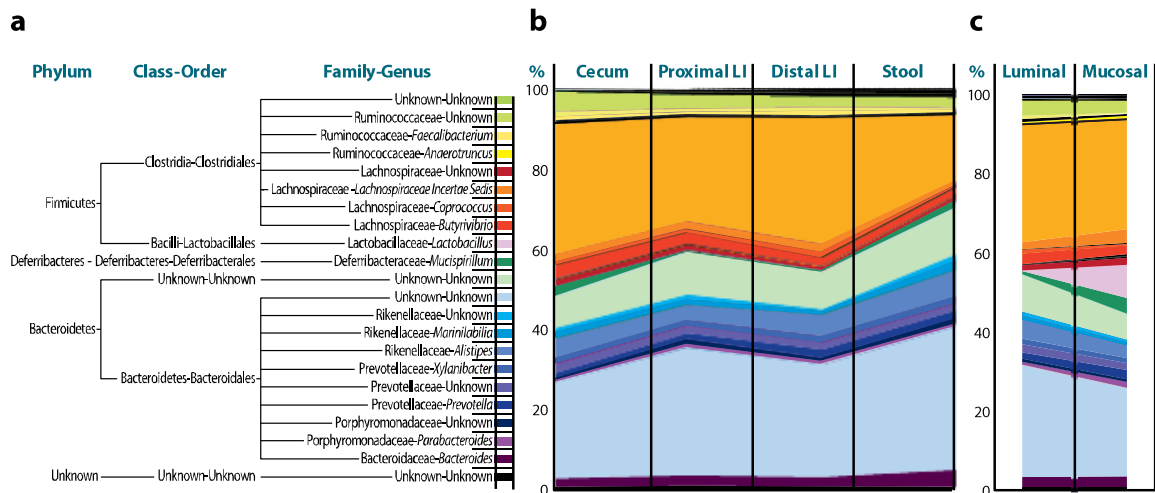 a
b
c
Phylum
Class-Order
Family-Genus
%
Cecum
Proximal LI
Distal LI
Stool
%
Luminal
Mucosal
Unknown-Unknown
Ruminococcaceae-Unknown
Ruminococcaceae-Faecalibacterium
Ruminococcaceae-Anaerotruncus
Clostridia-Clostridiales
Lachnospiraceae-Unknown
Lachnospiraceae -Lachnospiraceae Incertae Sedis
Firmicutes
Lachnospiraceae-Coprococcus
Lachnospiraceae-Butyrivibrio
Bacilli-Lactobacillales
Lactobacillaceae-Lactobacillus
Deferribacteres - Deferribacteres-Deferribacterales
Deferribacteraceae-Mucispirillum
Unknown-Unknown
Unknown-Unknown
Unknown-Unknown
Rikenellaceae-Unknown
Bacteroidetes
Rikenellaceae-Marinilabilia
Rikenellaceae-Alistipes
Prevotellaceae-Xylanibacter
Bacteroidetes-Bacteroidales
Prevotellaceae-Unknown
Prevotellaceae-Prevotella
Porphyromonadaceae-Unknown
Porphyromonadaceae-Parabacteroides
Bacteroidaceae-Bacteroides
Unknown
Unknown-Unknown
Unknown-Unknown
100
80
60
40
20
0
100
80
60
40
20
0